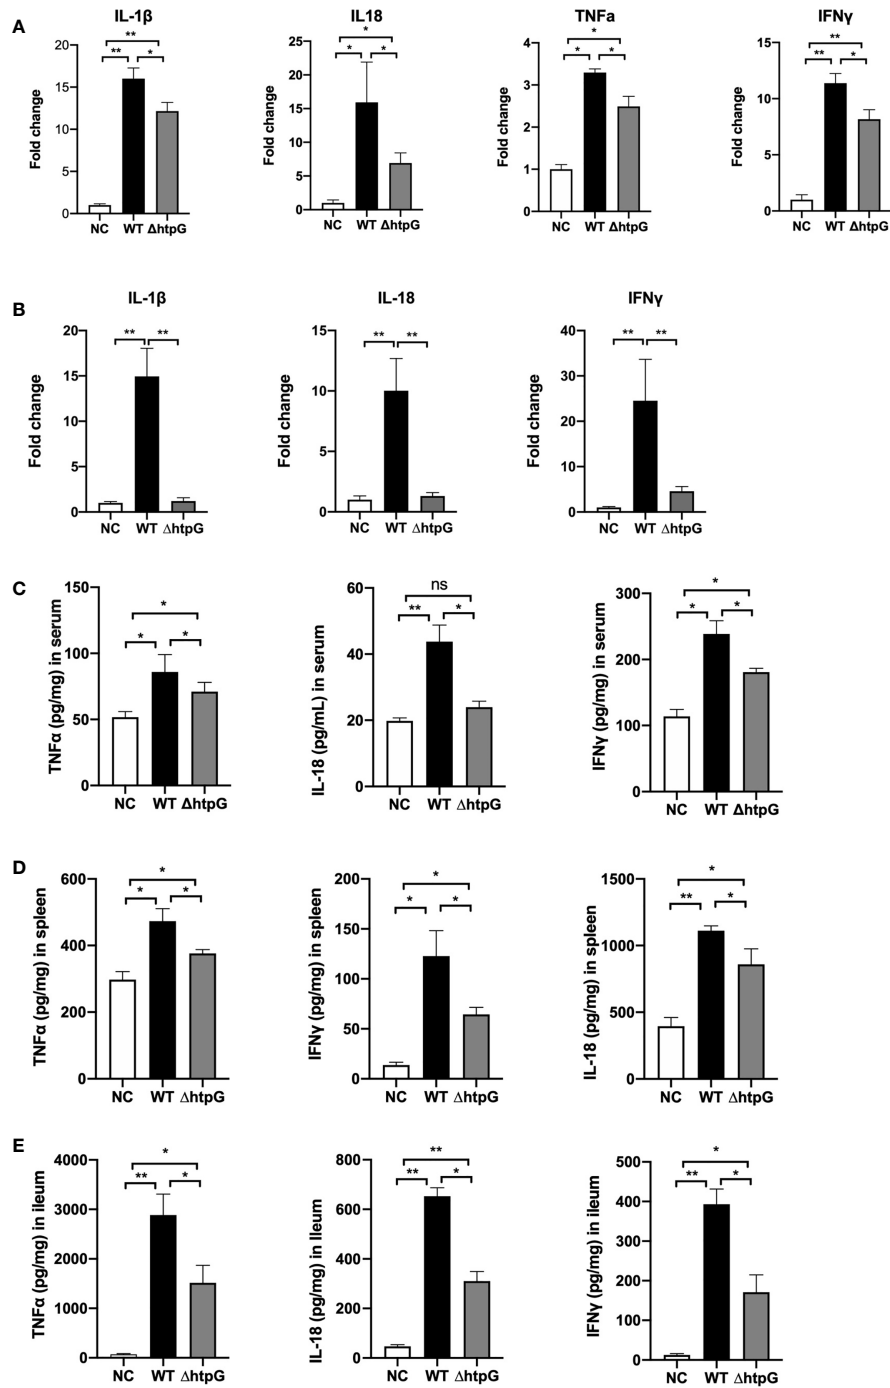 A
IL-1β
Fold change
20
15
10
5
0
**
** *
NC WT ΔhtpG
IL18
Fold change
25
20
15
10
5
0
*
* *
NC WT ΔhtpG
TNFa
Fold change
4
3
2
1
0
*
* *
NC WT ΔhtpG
IFNγ
Fold change
15
10
5
0
**
** *
NC WT ΔhtpG
B
IL-1β
Fold change
20
15
10
5
0
** **
NC WT ΔhtpG
IL-18
Fold change
15
10
5
0
** **
NC WT ΔhtpG
IFNγ
Fold change
40
30
20
10
0
** **
NC WT ΔhtpG
C
TNFα (pg/mg) in serum
150
100
50
0
*
* *
NC WT ΔhtpG
IL-18 (pg/mL) in serum
60
40
20
0
ns
** *
NC WT ΔhtpG
IFNγ (pg/mg) in serum
300
200
100
0
*
* *
NC WT ΔhtpG
D
TNFα (pg/mg) in spleen
600
400
200
0
*
* *
NC WT ΔhtpG
IFNγ (pg/mg) in spleen
200
150
100
50
0
*
* *
NC WT ΔhtpG
IL-18 (pg/mg) in spleen
1500
1000
500
0
*
** *
NC WT ΔhtpG
E
TNFα (pg/mg) in ileum
4000
3000
2000
1000
0
*
** *
NC WT ΔhtpG
IL-18 (pg/mg) in Ileum
800
600
400
200
0
**
** *
NC WT ΔhtpG
IFNγ (pg/mg) in ileum
500
400
300
200
100
0
*
** *
NC WT ΔhtpG